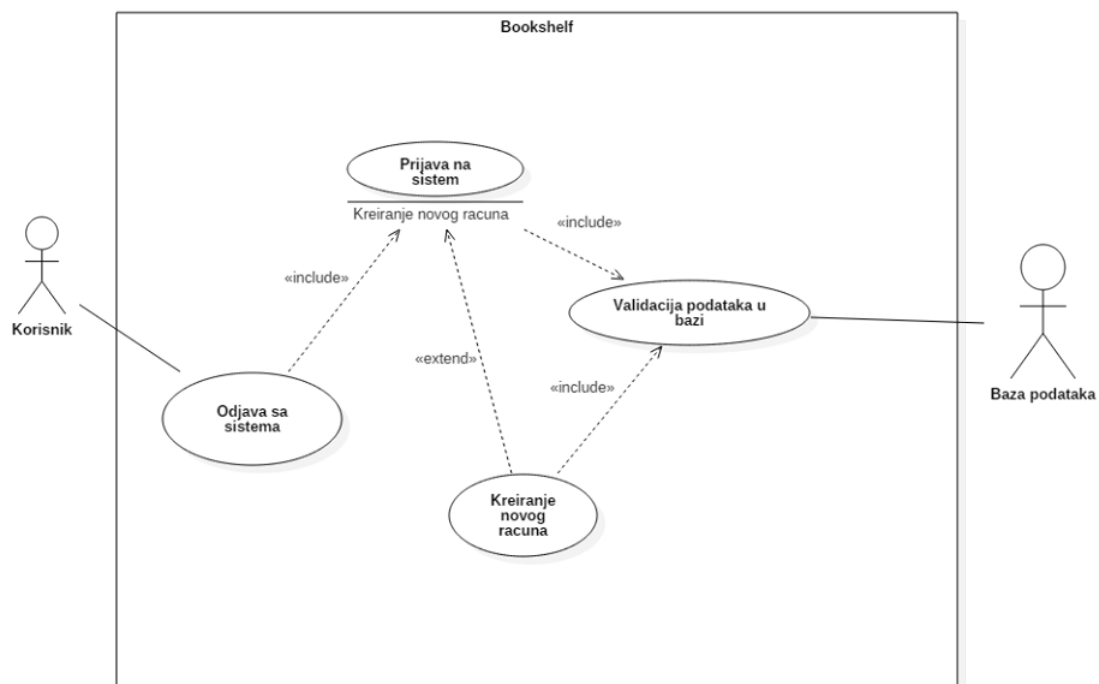 Bookshelf
Prijava na
sistem
Kreiranje novog racuna
«include»
«include»
Validacija podataka u
bazi
Korisnik
«extend»
«include»
Baza podataka
Odjava sa
sistema
Kreiranje
novog
racuna